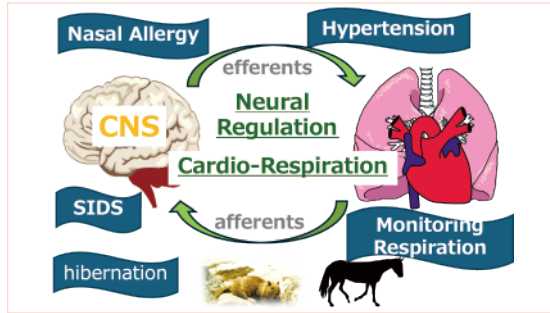 Nasal Allergy
Hypertension
efferents
CNS
Neural
Regulation
Cardio-Respiration
SIDS
afferents
Monitoring
Respiration
hibernation